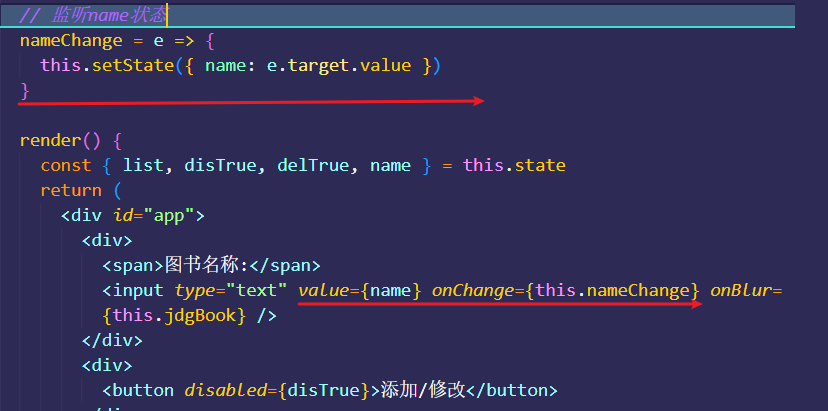 // 监听name状态
nameChange = e => {
this.setState({ name: e.target.value })
}
render() {
const { list, disTrue, delTrue, name } = this.state
return (
<div id="app">
<div>
<span>图书名称:</span>
<input type="text" value={name} onChange={this.nameChange} onBlur=
{this.jdgBook} />
</div>
<div>
<button disabled={disTrue}>添加/修改</button>